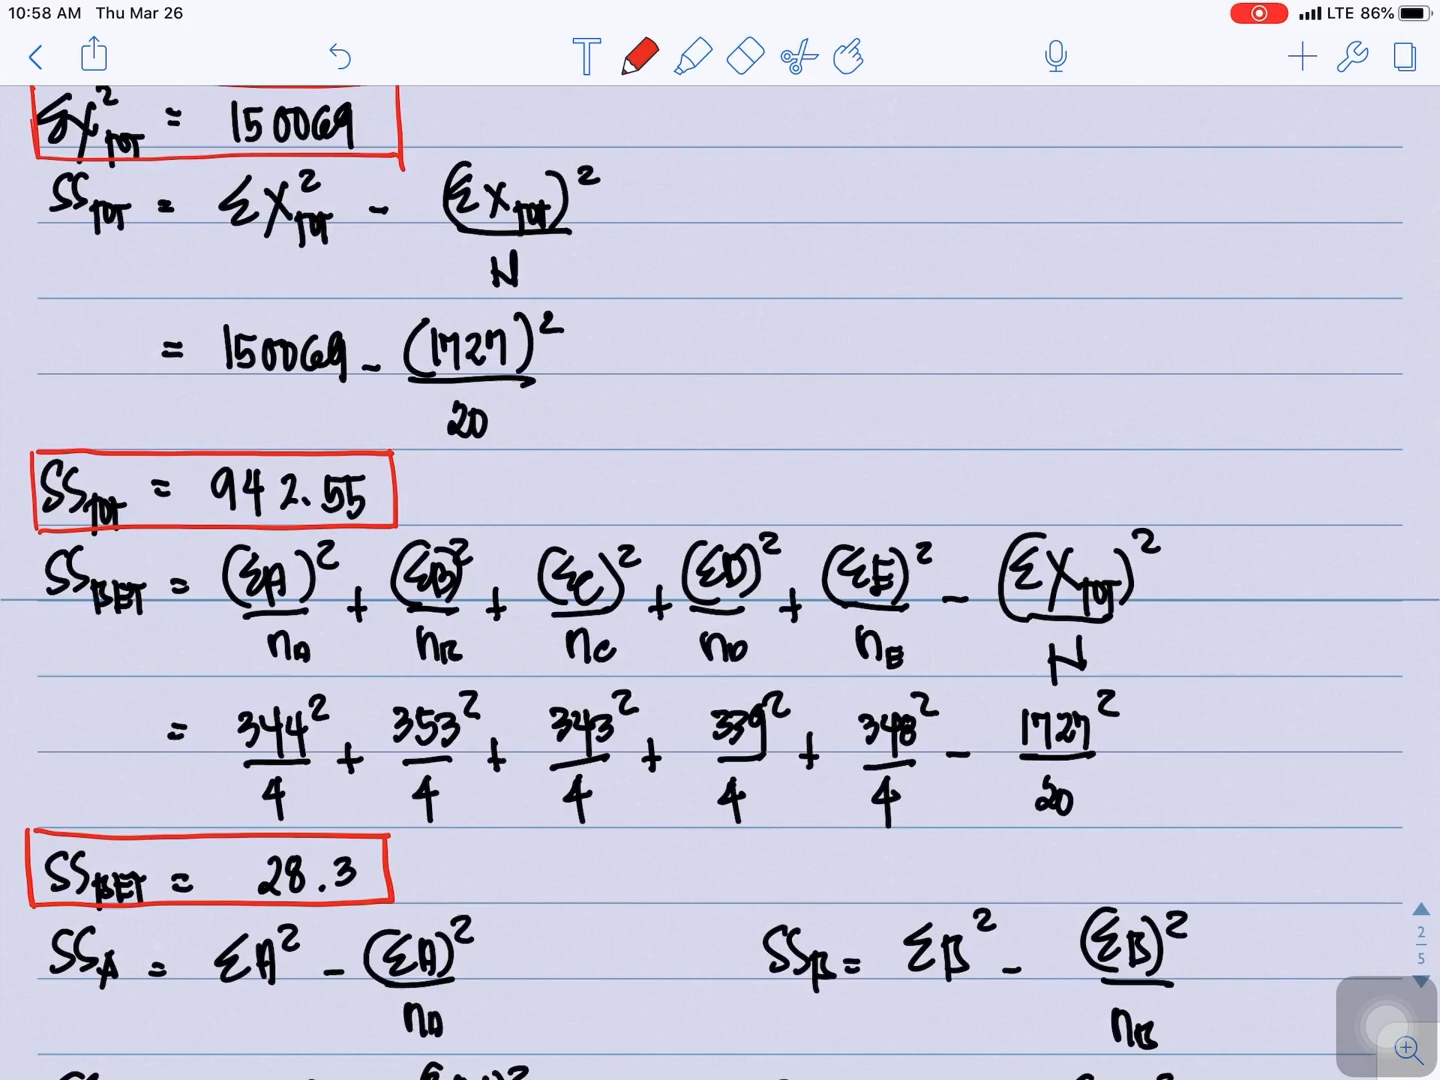 10:58 AM Thu Mar 26 LTE 86%
T
ΣX²TOT = 150069
SSTOT = ΣX²TOT - (ΣXTOT)²/N
= 150069 - (1727)²/20
SSTOT = 942.55
SSBET = (ΣA)²/nA + (ΣB)²/nB + (ΣC)²/nC + (ΣD)²/nD + (ΣE)²/nE - (ΣXTOT)²/N
= 344²/4 + 353²/4 + 343²/4 + 339²/4 + 348²/4 - 1727²/20
SSBET = 28.3
SSA = ΣA² - (ΣA)²/nA SSB = ΣB² - (ΣB)²/nB
2
5